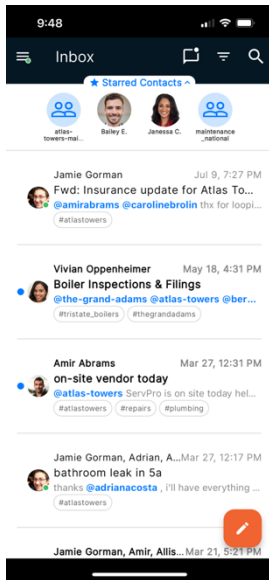 9:48
Inbox
Starred Contacts
atlas-
towers-mai...
Bailey E.
Janessa C.
maintenance
_national
Jamie Gorman Jul 9, 7:27 PM
Fwd: Insurance update for Atlas To...
@amirabrams @carolinebrolin thx for loopi...
#atlastowers
Vivian Oppenheimer May 18, 4:31 PM
Boiler Inspections & Filings
@the-grand-adams @atlas-towers @ber...
#tristate_boilers #thegrandadams
Amir Abrams Mar 27, 12:31 PM
on-site vendor today
@atlas-towers ServPro is on site today hel...
#atlastowers #repairs #plumbing
Jamie Gorman, Adrian, A... Mar 27, 12:17 PM
bathroom leak in 5a
thanks @adrianacosta , i'll have everything ...
#atlastowers
Jamie Gorman, Amir, Allis... Mar 21, 5:21 PM